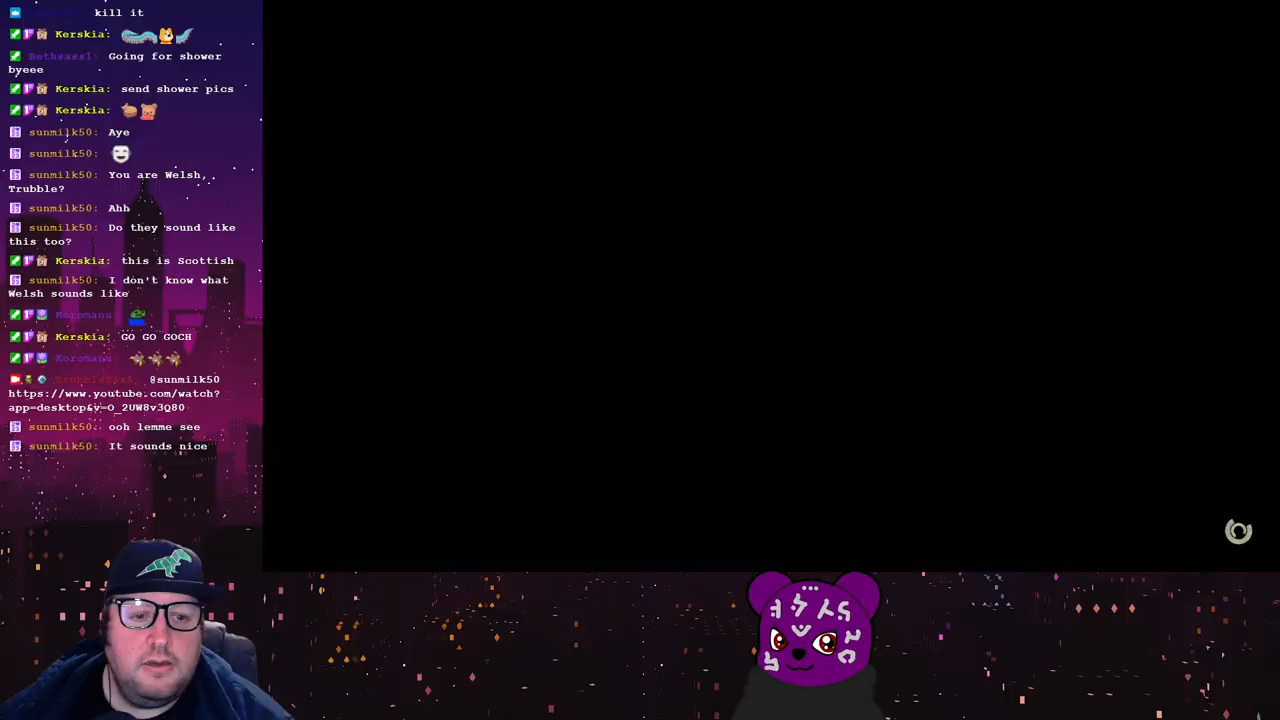 kill it
Kerskia:
Bethsass1: Going for shower
byeee
Kerskia: send shower pics
Kerskia:
sunmilk50: Aye
sunmilk50:
sunmilk50: You are Welsh,
Trubble?
sunmilk50: Ahh
sunmilk50: Do they sound like
this too?
Kerskia: this is Scottish
sunmilk50: I don't know what
Welsh sounds like
Koromanu
Kerskia: GO GO GOCH
Koromanu
@sunmilk50
https://www.youtube.com/watch?
app=desktop&v=O_2UW8v3Q80
sunmilk50: ooh lemme see
sunmilk50: It sounds nice